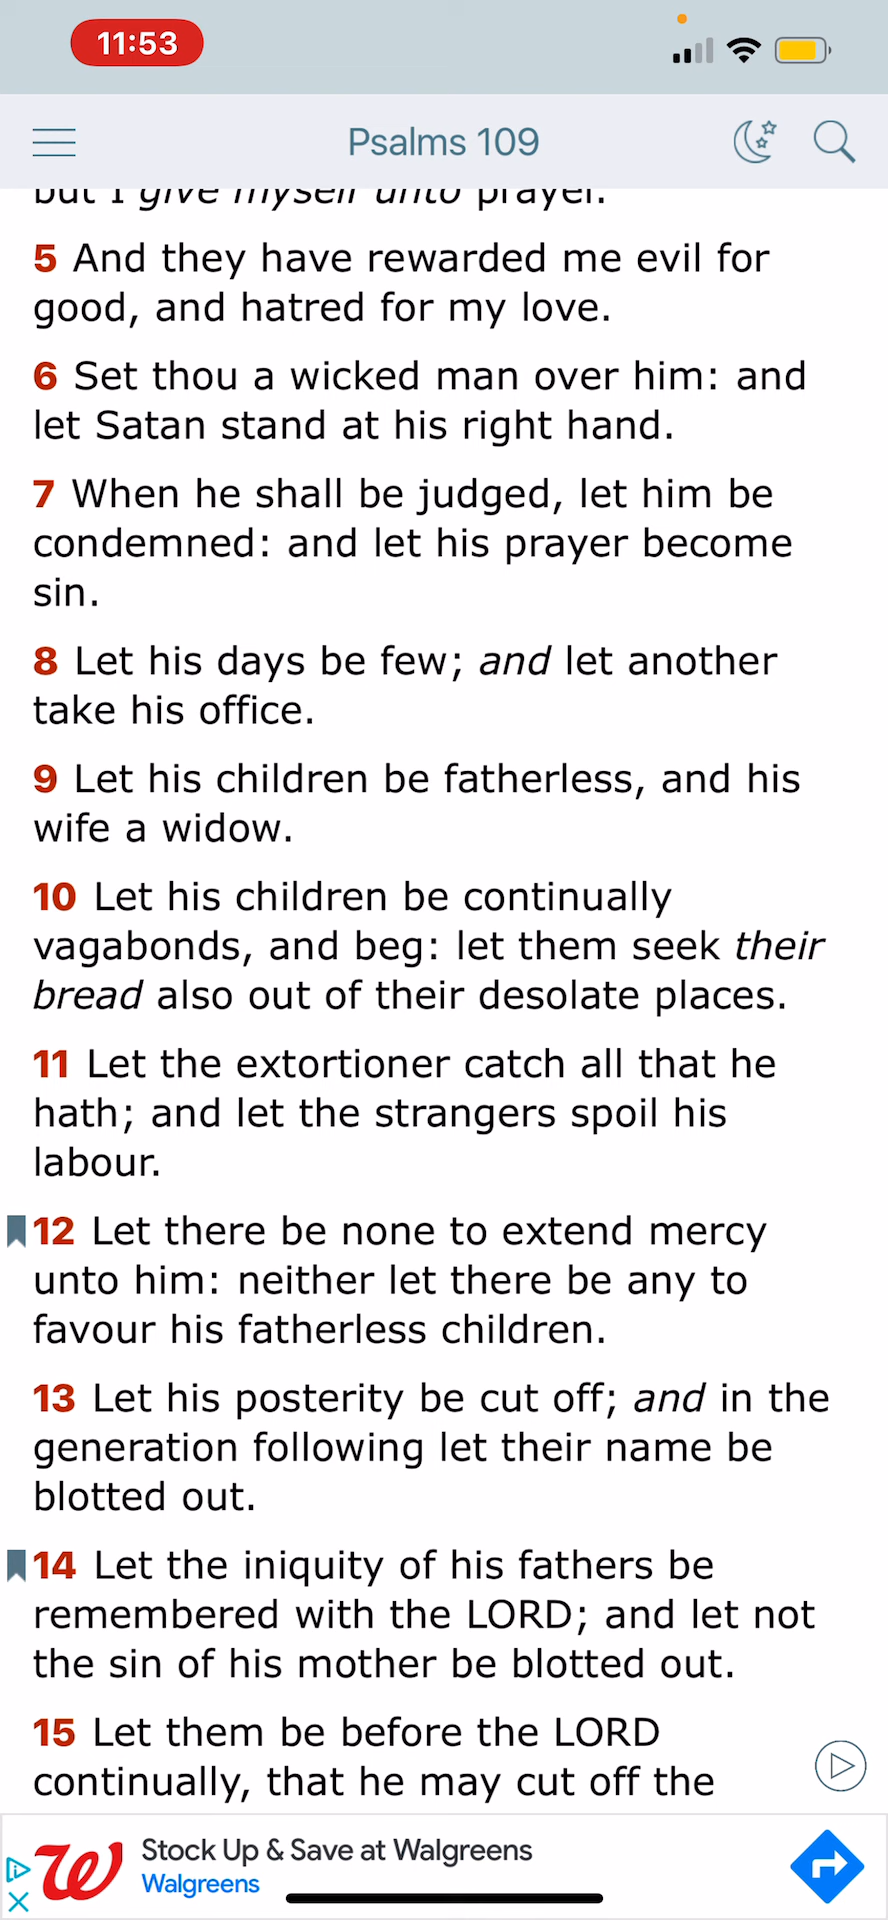 11:53
Psalms 109
but I give myself unto prayer.
5 And they have rewarded me evil for
good, and hatred for my love.
6 Set thou a wicked man over him: and
let Satan stand at his right hand.
7 When he shall be judged, let him be
condemned: and let his prayer become
sin.
8 Let his days be few; and let another
take his office.
9 Let his children be fatherless, and his
wife a widow.
10 Let his children be continually
vagabonds, and beg: let them seek their
bread also out of their desolate places.
11 Let the extortioner catch all that he
hath; and let the strangers spoil his
labour.
12 Let there be none to extend mercy
unto him: neither let there be any to
favour his fatherless children.
13 Let his posterity be cut off; and in the
generation following let their name be
blotted out.
14 Let the iniquity of his fathers be
remembered with the LORD; and let not
the sin of his mother be blotted out.
15 Let them be before the LORD
continually, that he may cut off the
W
Stock Up & Save at Walgreens
Walgreens